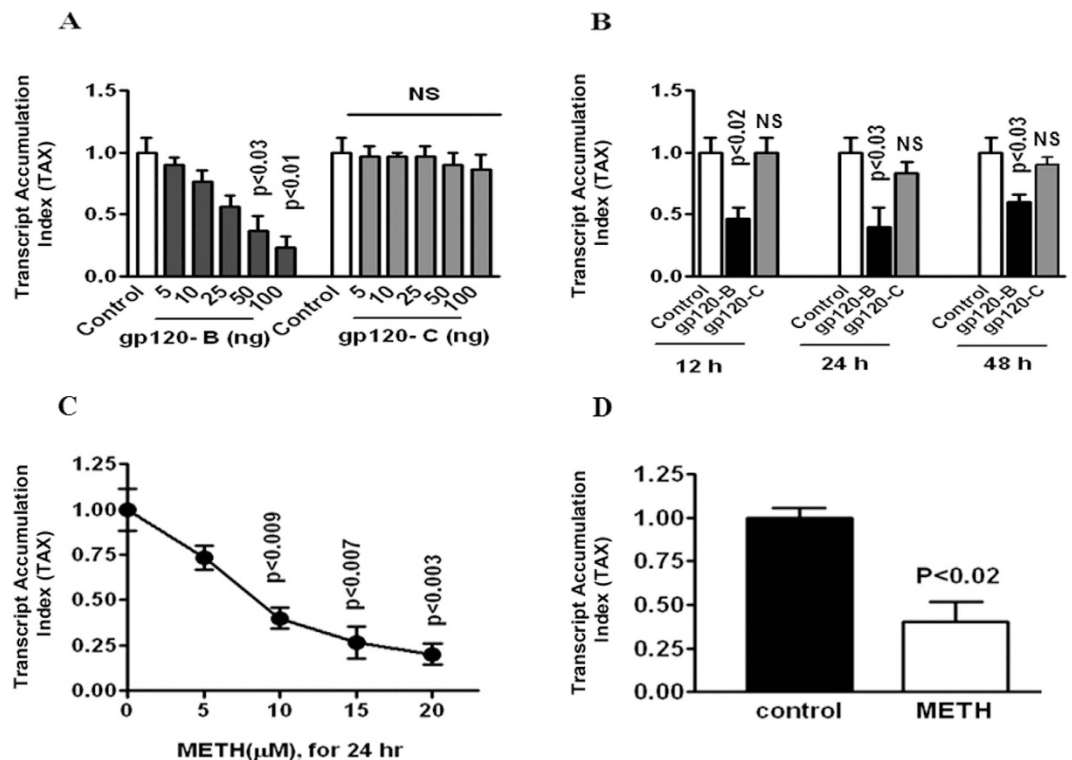 A
Transcript Accumulation
Index (TAX)
1.5
1.0
0.5
0.0
p<0.03
p<0.01
NS
Control
5
10
25
50
100
Control
5
10
25
50
100
gp120- B (ng)
gp120- C (ng)
B
Transcript Accumulation
Index (TAX)
1.5
1.0
0.5
0.0
p<0.02
NS
p<0.03
NS
p<0.03
NS
Control
gp120-B
gp120-C
Control
gp120-B
gp120-C
Control
gp120-B
gp120-C
12 h
24 h
48 h
C
Transcript Accumulation
Index (TAX)
1.25
1.00
0.75
0.50
0.25
0.00
p<0.009
p<0.007
p<0.003
0
5
10
15
20
METH(µM), for 24 hr
D
Transcript Accumulation
Index (TAX)
1.25
1.00
0.75
0.50
0.25
0.00
P<0.02
control
METH